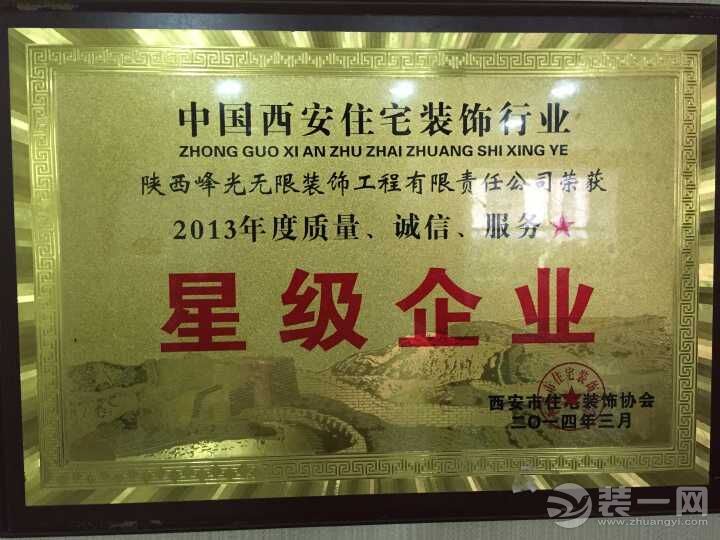 中国西安住宅装饰行业
ZHONG GUO XI AN ZHU ZHAI ZHUANG SHI XING YE
陕西峰光无限装饰工程有限责任公司荣获
2013年度质量、诚信、服务★
星级企业
西安市住宅装饰协会
二〇一四年三月
装一网
www.zhuangyi.com